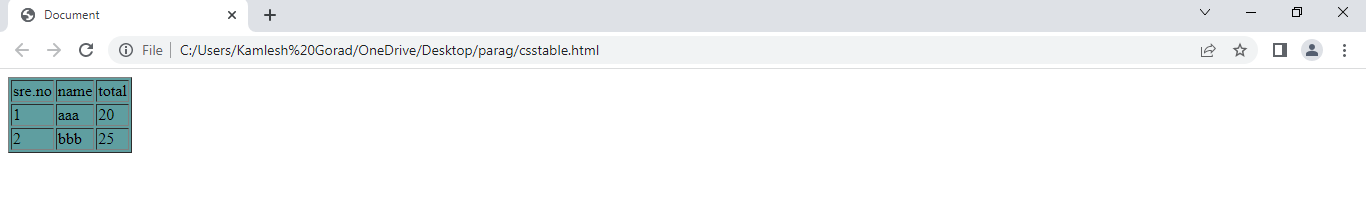 Document
File C:/Users/Kamlesh%20Gorad/OneDrive/Desktop/parag/csstable.html
sre.no name total
1 aaa 20
2 bbb 25